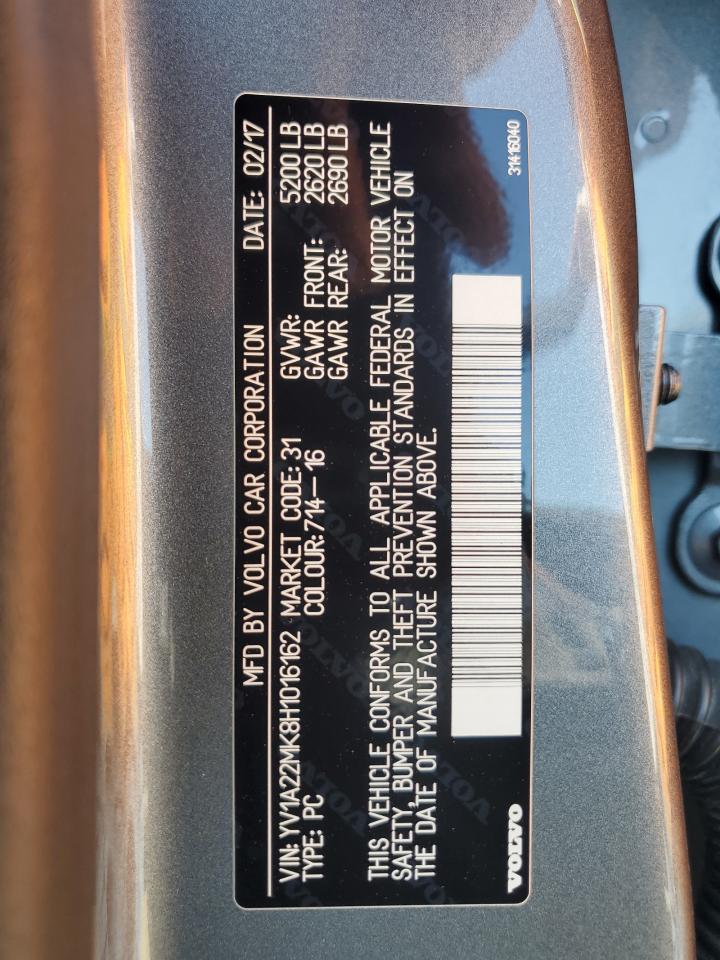 MFD BY VOLVO CAR CORPORATION DATE: 02/17
VIN: YV1A22MK8H1016162 MARKET CODE: 31 GVWR: 5200 LB
TYPE: PC COLOUR: 714-16 GAWR FRONT: 2620 LB
GAWR REAR: 2690 LB
THIS VEHICLE CONFORMS TO ALL APPLICABLE FEDERAL MOTOR VEHICLE
SAFETY, BUMPER AND THEFT PREVENTION STANDARDS IN EFFECT ON
THE DATE OF MANUFACTURE SHOWN ABOVE.
VOLVO 31416040